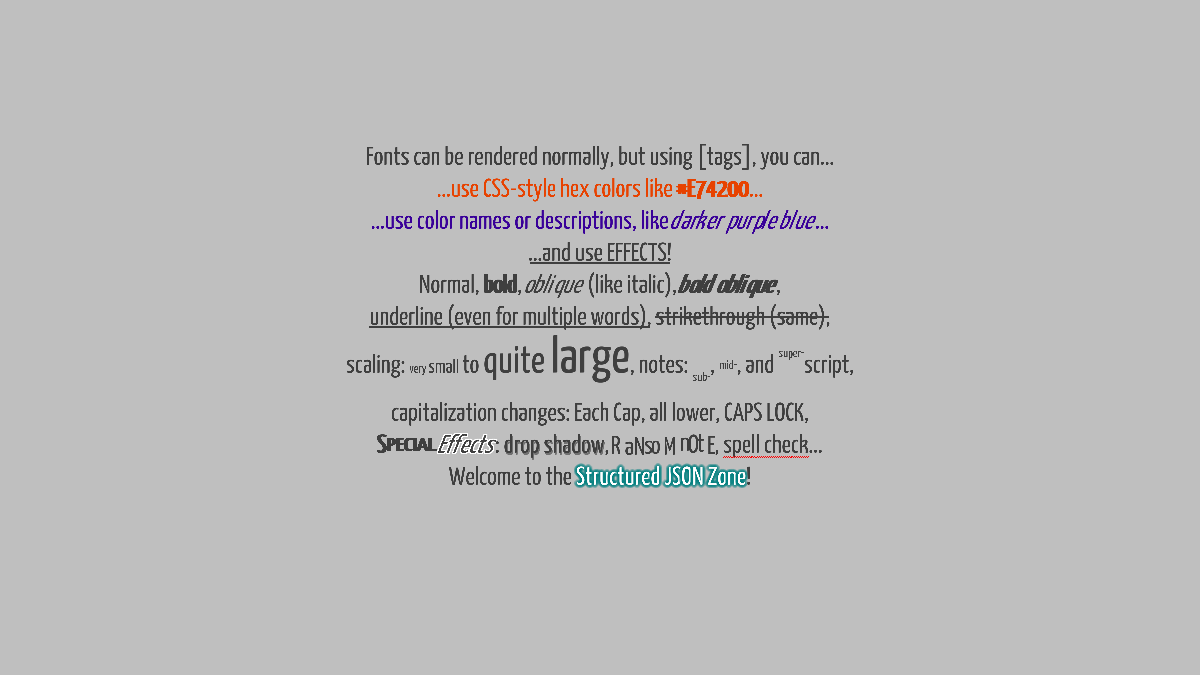 Fonts can be rendered normally, but using [tags], you can...
...use CSS-style hex colors like #E74200...
...use color names or descriptions, like darker purple blue...
...and use EFFECTS!
Normal, bold, oblique (like italic), bold oblique,
underline (even for multiple words), strikethrough (same),
scaling: very small to quite large, notes: sub-, mid-, and super-script,
capitalization changes: Each Cap, all lower, CAPS LOCK,
SPECIAL Effects: drop shadow, R aNso M nOt E, spell check...
Welcome to the Structured JSON Zone!